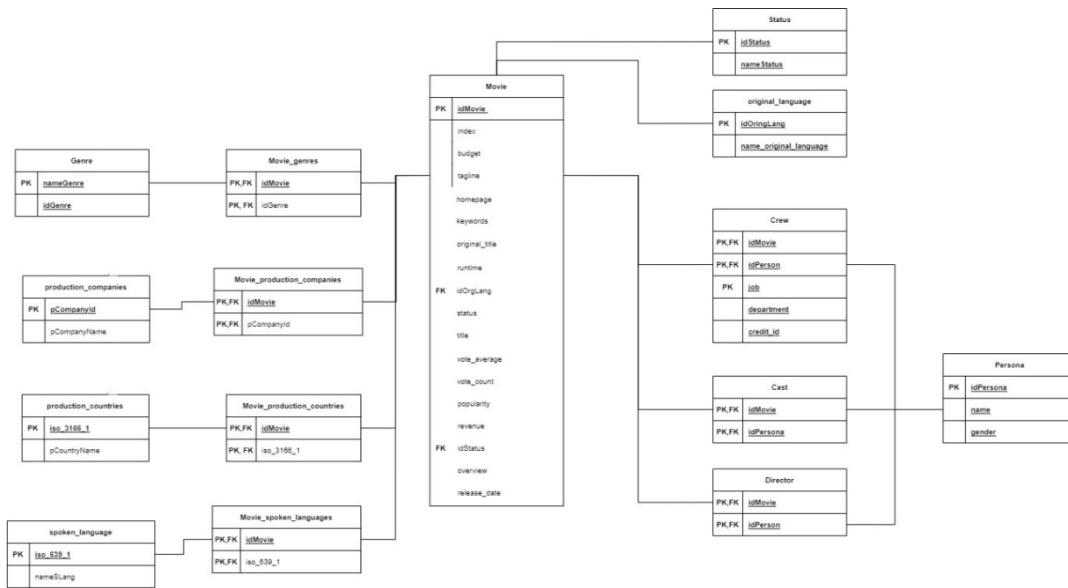 Status
PK idStatus
nameStatus
original_language
PK idOringLang
name_original_language
Movie
PK idMovie
index
budget
tagline
homepage
keywords
original_title
runtime
FK idOrgLang
status
title
vote_average
vote_count
popularity
revenue
FK idStatus
overview
release_date
Genre
PK nameGenre
idGenre
Movie_genres
PK,FK idMovie
PK, FK idGenre
production_companies
PK pCompanyId
pCompanyName
Movie_production_companies
PK,FK idMovie
PK,FK pCompanyId
production_countries
PK iso_3166_1
pCountryName
Movie_production_countries
PK,FK idMovie
PK, FK iso_3166_1
spoken_language
PK iso_639_1
nameSLang
Movie_spoken_languages
PK,FK idMovie
PK,FK iso_639_1
Crew
PK,FK idMovie
PK,FK idPerson
PK job
department
credit_id
Cast
PK,FK idMovie
PK,FK idPersona
Director
PK,FK idMovie
PK,FK idPerson
Persona
PK idPersona
name
gender